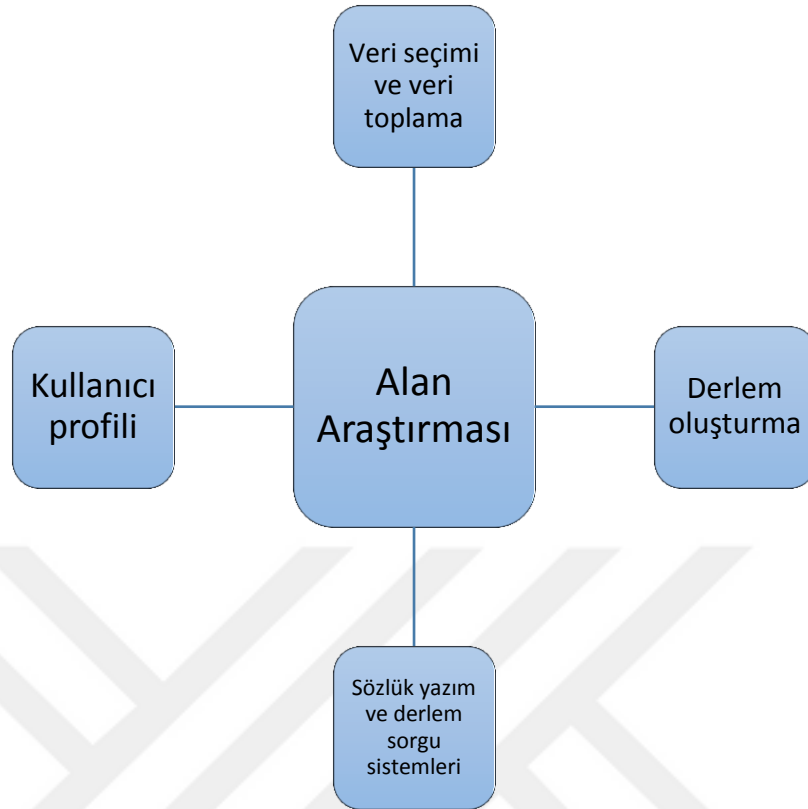 Veri seçimi
ve veri
toplama
Kullanıcı
profili
Alan
Araştırması
Derlem
oluşturma
Sözlük yazım
ve derlem
sorgu
sistemleri